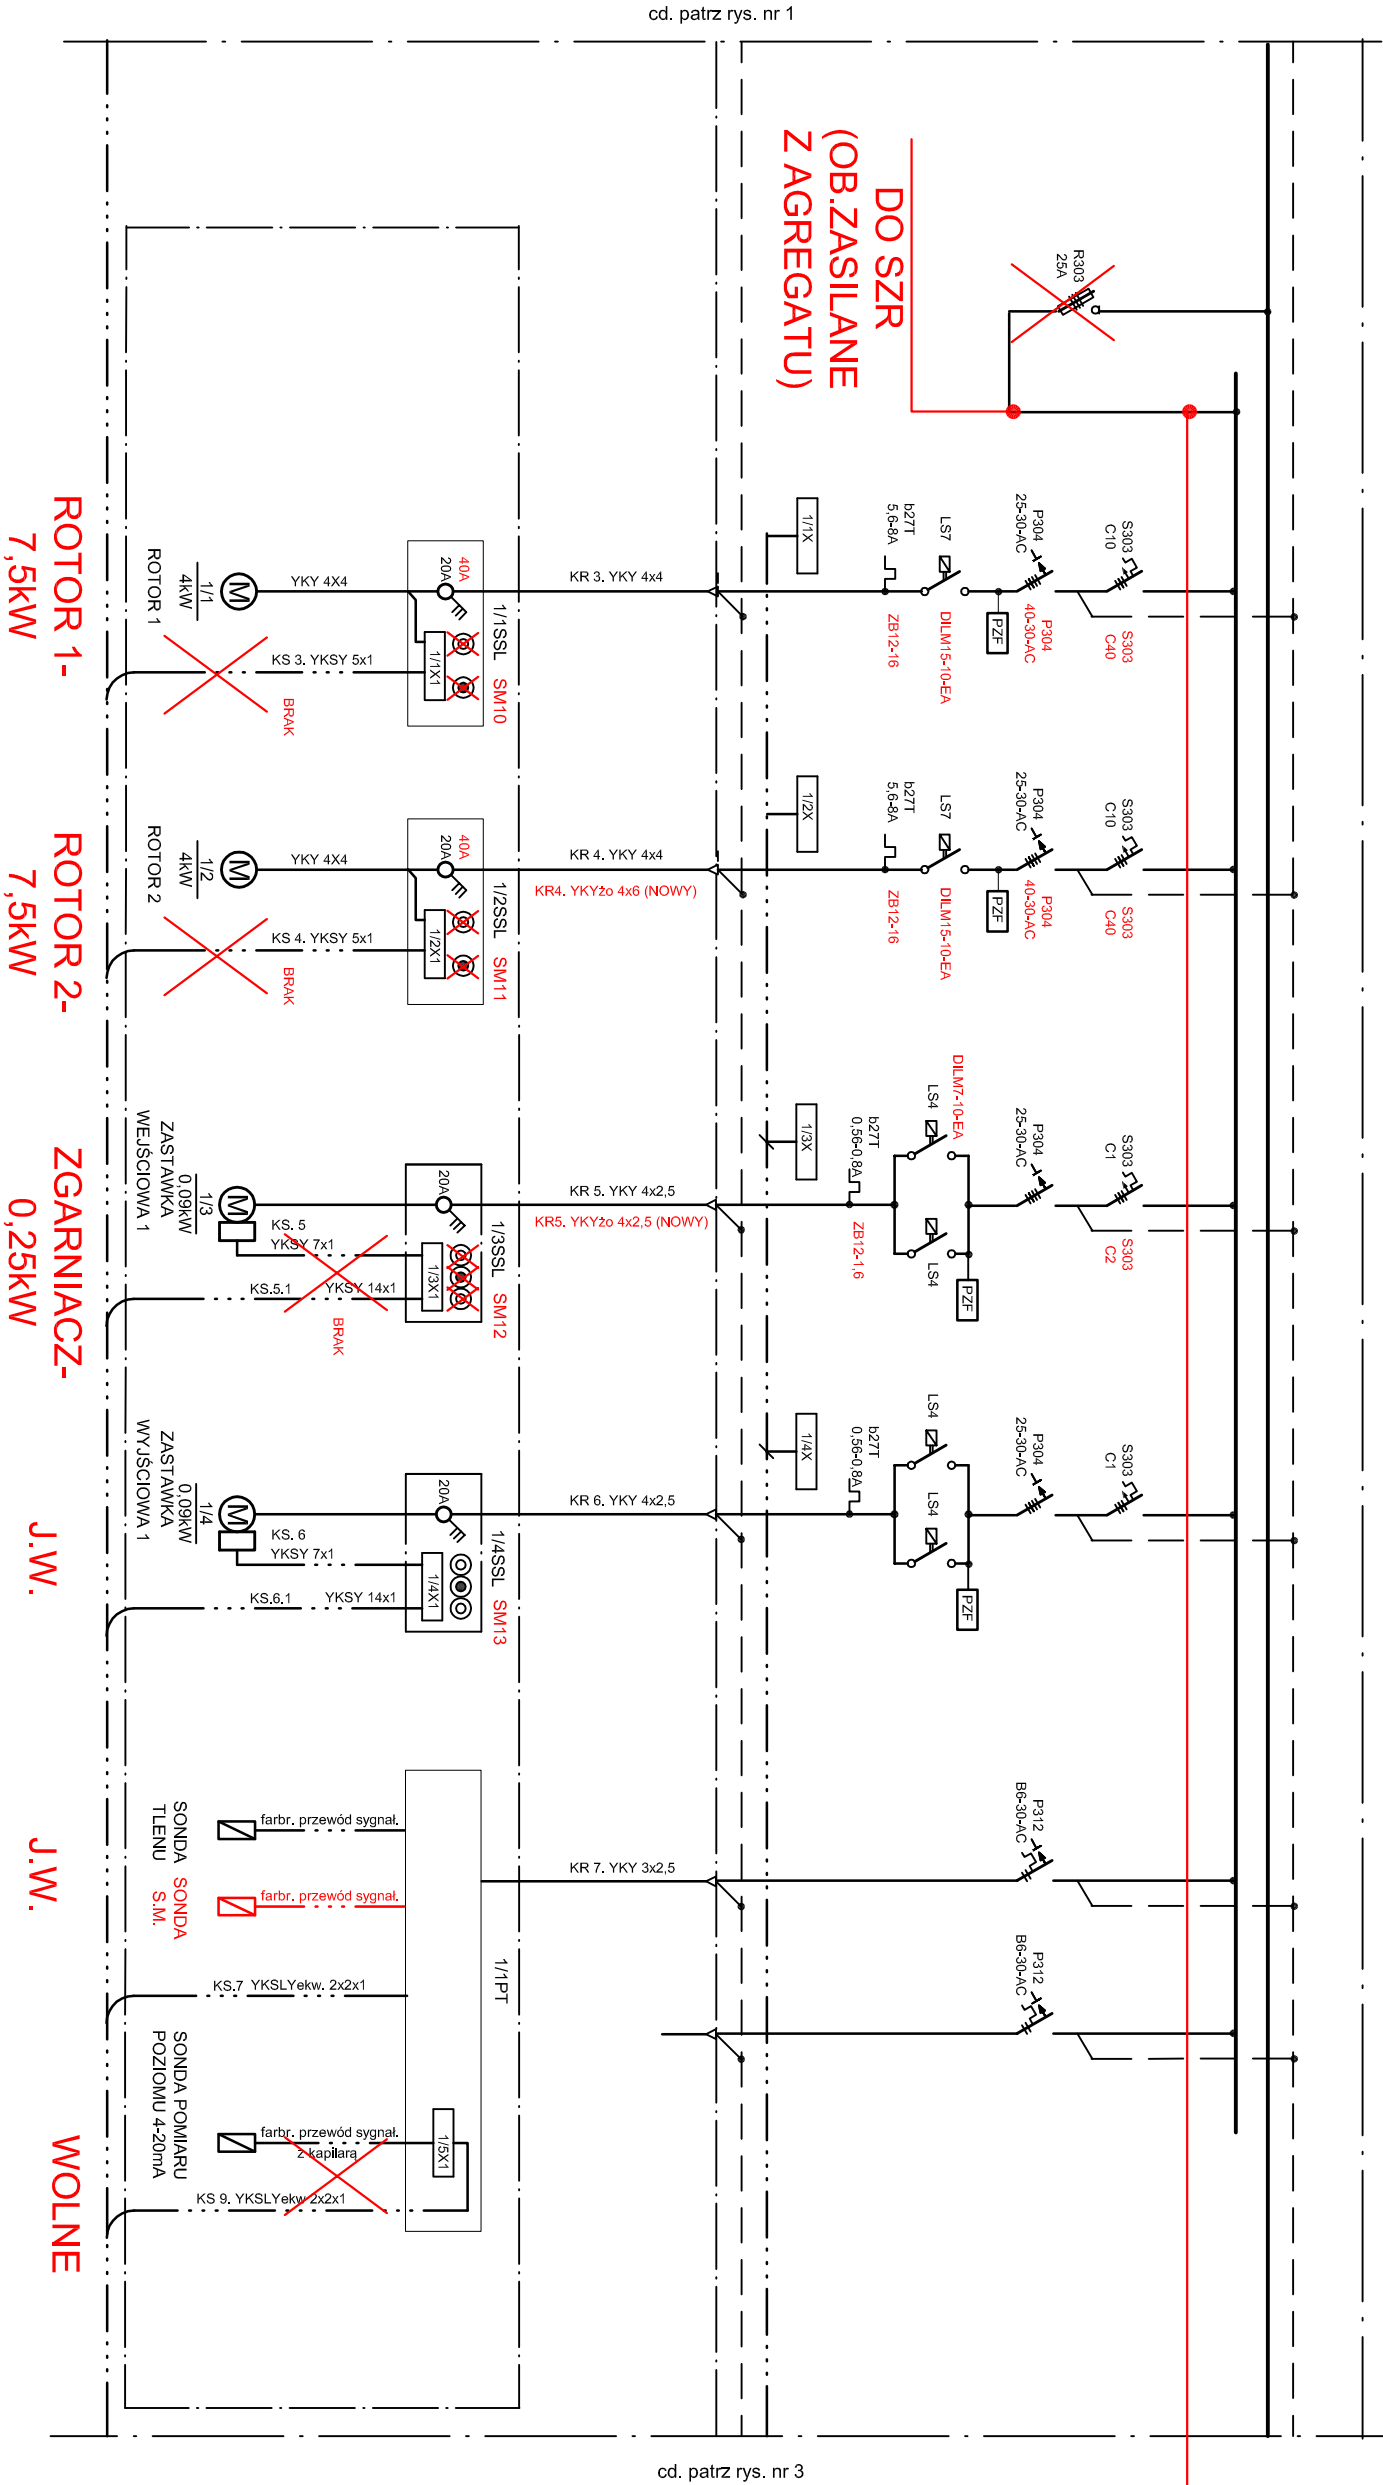 cd. patrz rys. nr 1
DO SZR
(OB.ZASILANE
Z AGREGATU)
R303
25A
S303
C10
S303
C40
P304
25-30-AC
P304
40-30-AC
PZF
LS7
DILM15-10-EA
b27T
5,6-8A
ZB12-16
1/1X
KR 3. YKY 4x4
1/1SSL
SM10
40A
20A
1/1X1
YKY 4X4
KS 3. YKSY 5x1
BRAK
M
1/1
4kW
ROTOR 1
ROTOR 1-
7,5kW
S303
C10
S303
C40
P304
25-30-AC
P304
40-30-AC
PZF
LS7
DILM15-10-EA
b27T
5,6-8A
ZB12-16
1/2X
KR 4. YKY 4x4
KR4. YKYżo 4x6 (NOWY)
1/2SSL
SM11
40A
20A
1/2X1
YKY 4X4
KS 4. YKSY 5x1
BRAK
M
1/2
4kW
ROTOR 2
ROTOR 2-
7,5kW
S303
C1
S303
C2
P304
25-30-AC
DILM7-10-EA
LS4
LS4
PZF
b27T
0,56-0,8A
ZB12-1,6
1/3X
KR 5. YKY 4x2,5
KR5. YKYżo 4x2,5 (NOWY)
1/3SSL
SM12
20A
1/3X1
KS. 5
YKSY 7x1
KS.5.1
YKSY 14x1
BRAK
M
1/3
0,09kW
ZASTAWKA
WEJŚCIOWA 1
ZGARNIACZ-
0,25kW
S303
C1
P304
25-30-AC
LS4
LS4
PZF
b27T
0,56-0,8A
1/4X
KR 6. YKY 4x2,5
1/4SSL
SM13
20A
1/4X1
KS. 6
YKSY 7x1
KS.6.1
YKSY 14x1
M
1/4
0,09kW
ZASTAWKA
WYJŚCIOWA 1
J.W.
P312
B6-30-AC
KR 7. YKY 3x2,5
1/1PT
farbr. przewód sygnał.
SONDA
TLENU
farbr. przewód sygnał.
SONDA
S.M.
J.W.
P312
B6-30-AC
KS.7 YKSLYekw. 2x2x1
farbr. przewód sygnał.
z kapilarą
1/5X1
KS 9. YKSLYekw 2x2x1
SONDA POMIARU
POZIOMU 4-20mA
WOLNE
cd. patrz rys. nr 3